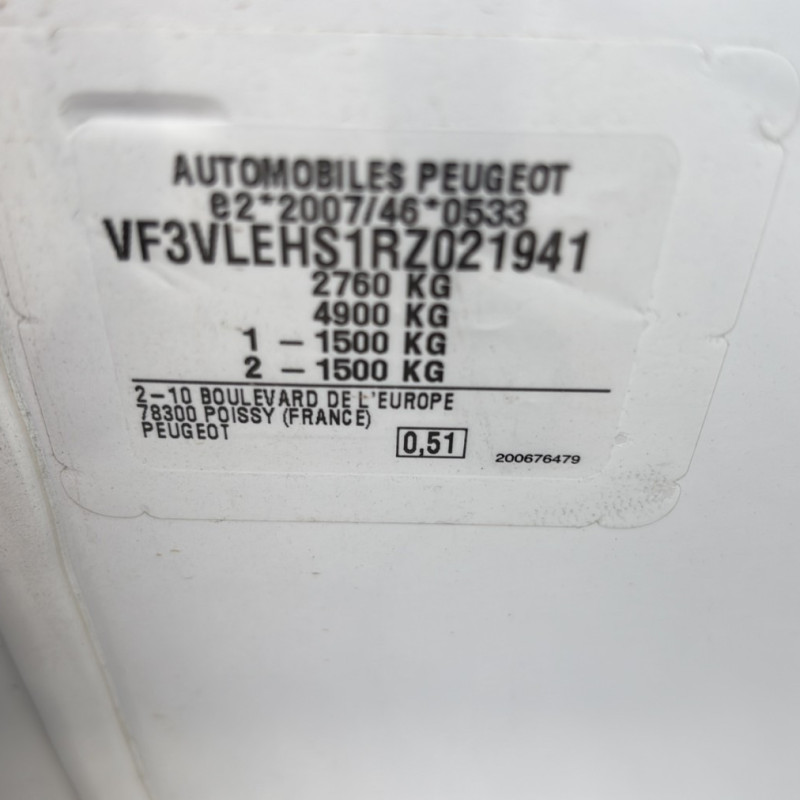 AUTOMOBILES PEUGEOT
e2*2007/46*0533
VF3VLEHS1RZ021941
2760 KG
4900 KG
1 - 1500 KG
2 - 1500 KG
2-10 BOULEVARD DE L'EUROPE
78300 POISSY (FRANCE)
PEUGEOT
0,51
200676479